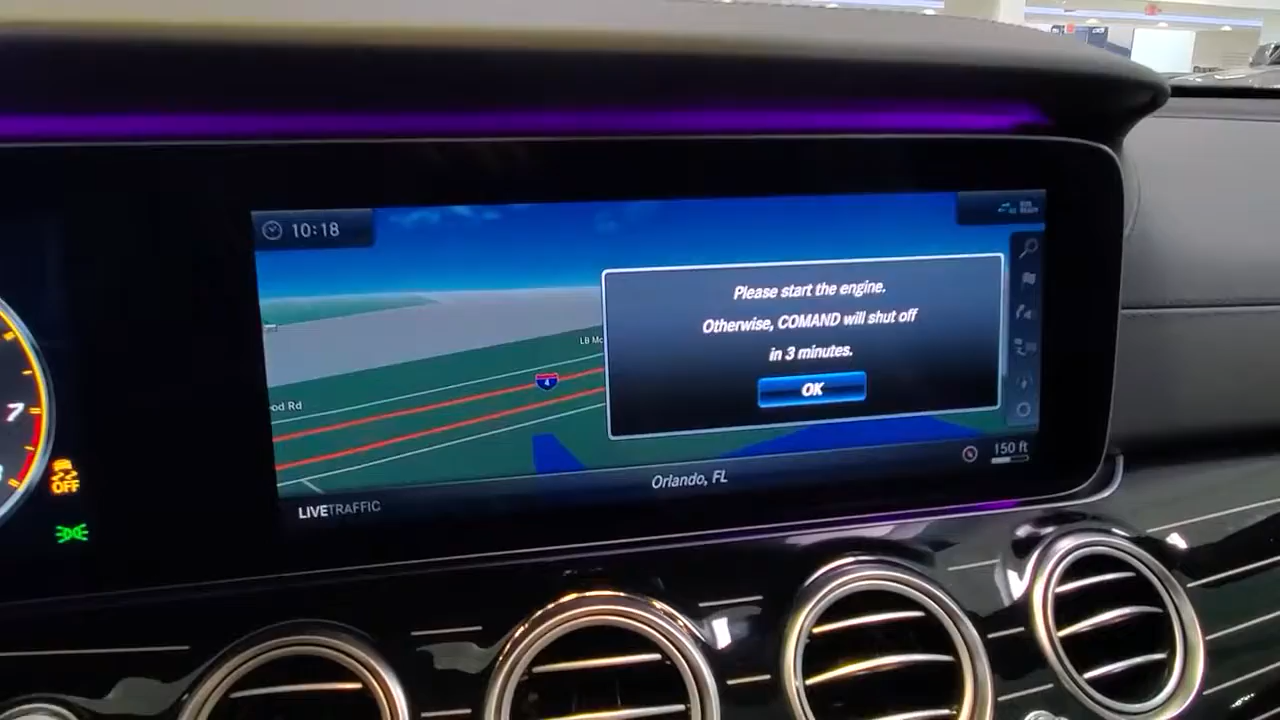 10:18
Please start the engine.
Otherwise, COMAND will shut off
in 3 minutes.
OK
LB Mc
4
od Rd
7
OFF
150 ft
Orlando, FL
LIVETRAFFIC